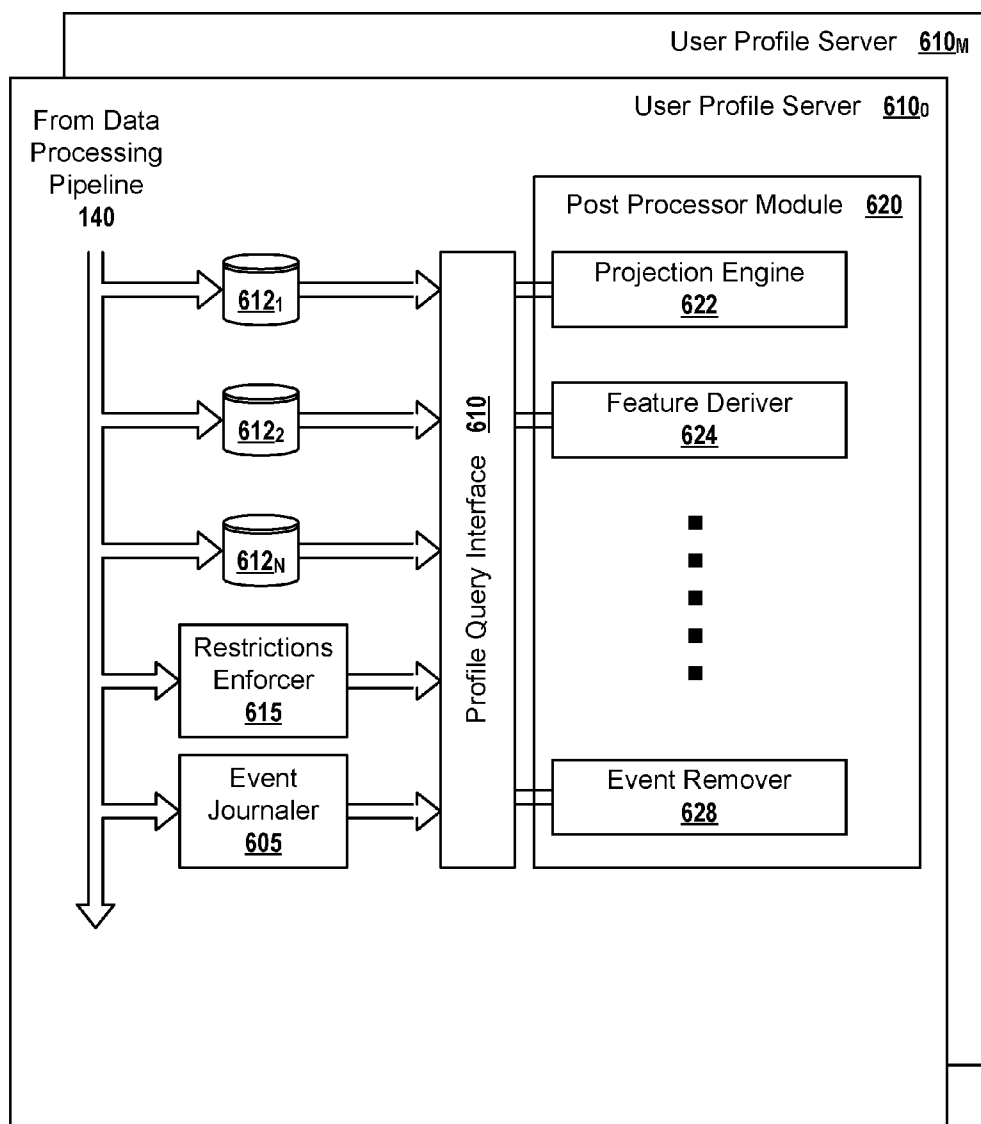 User Profile Server 610M
User Profile Server 6100
From Data
Processing
Pipeline
140
Post Processor Module 620
6121
Projection Engine
622
6122
Feature Deriver
624
Profile Query Interface 610
612N
Restrictions
Enforcer
615
Event
Journaler
605
Event Remover
628